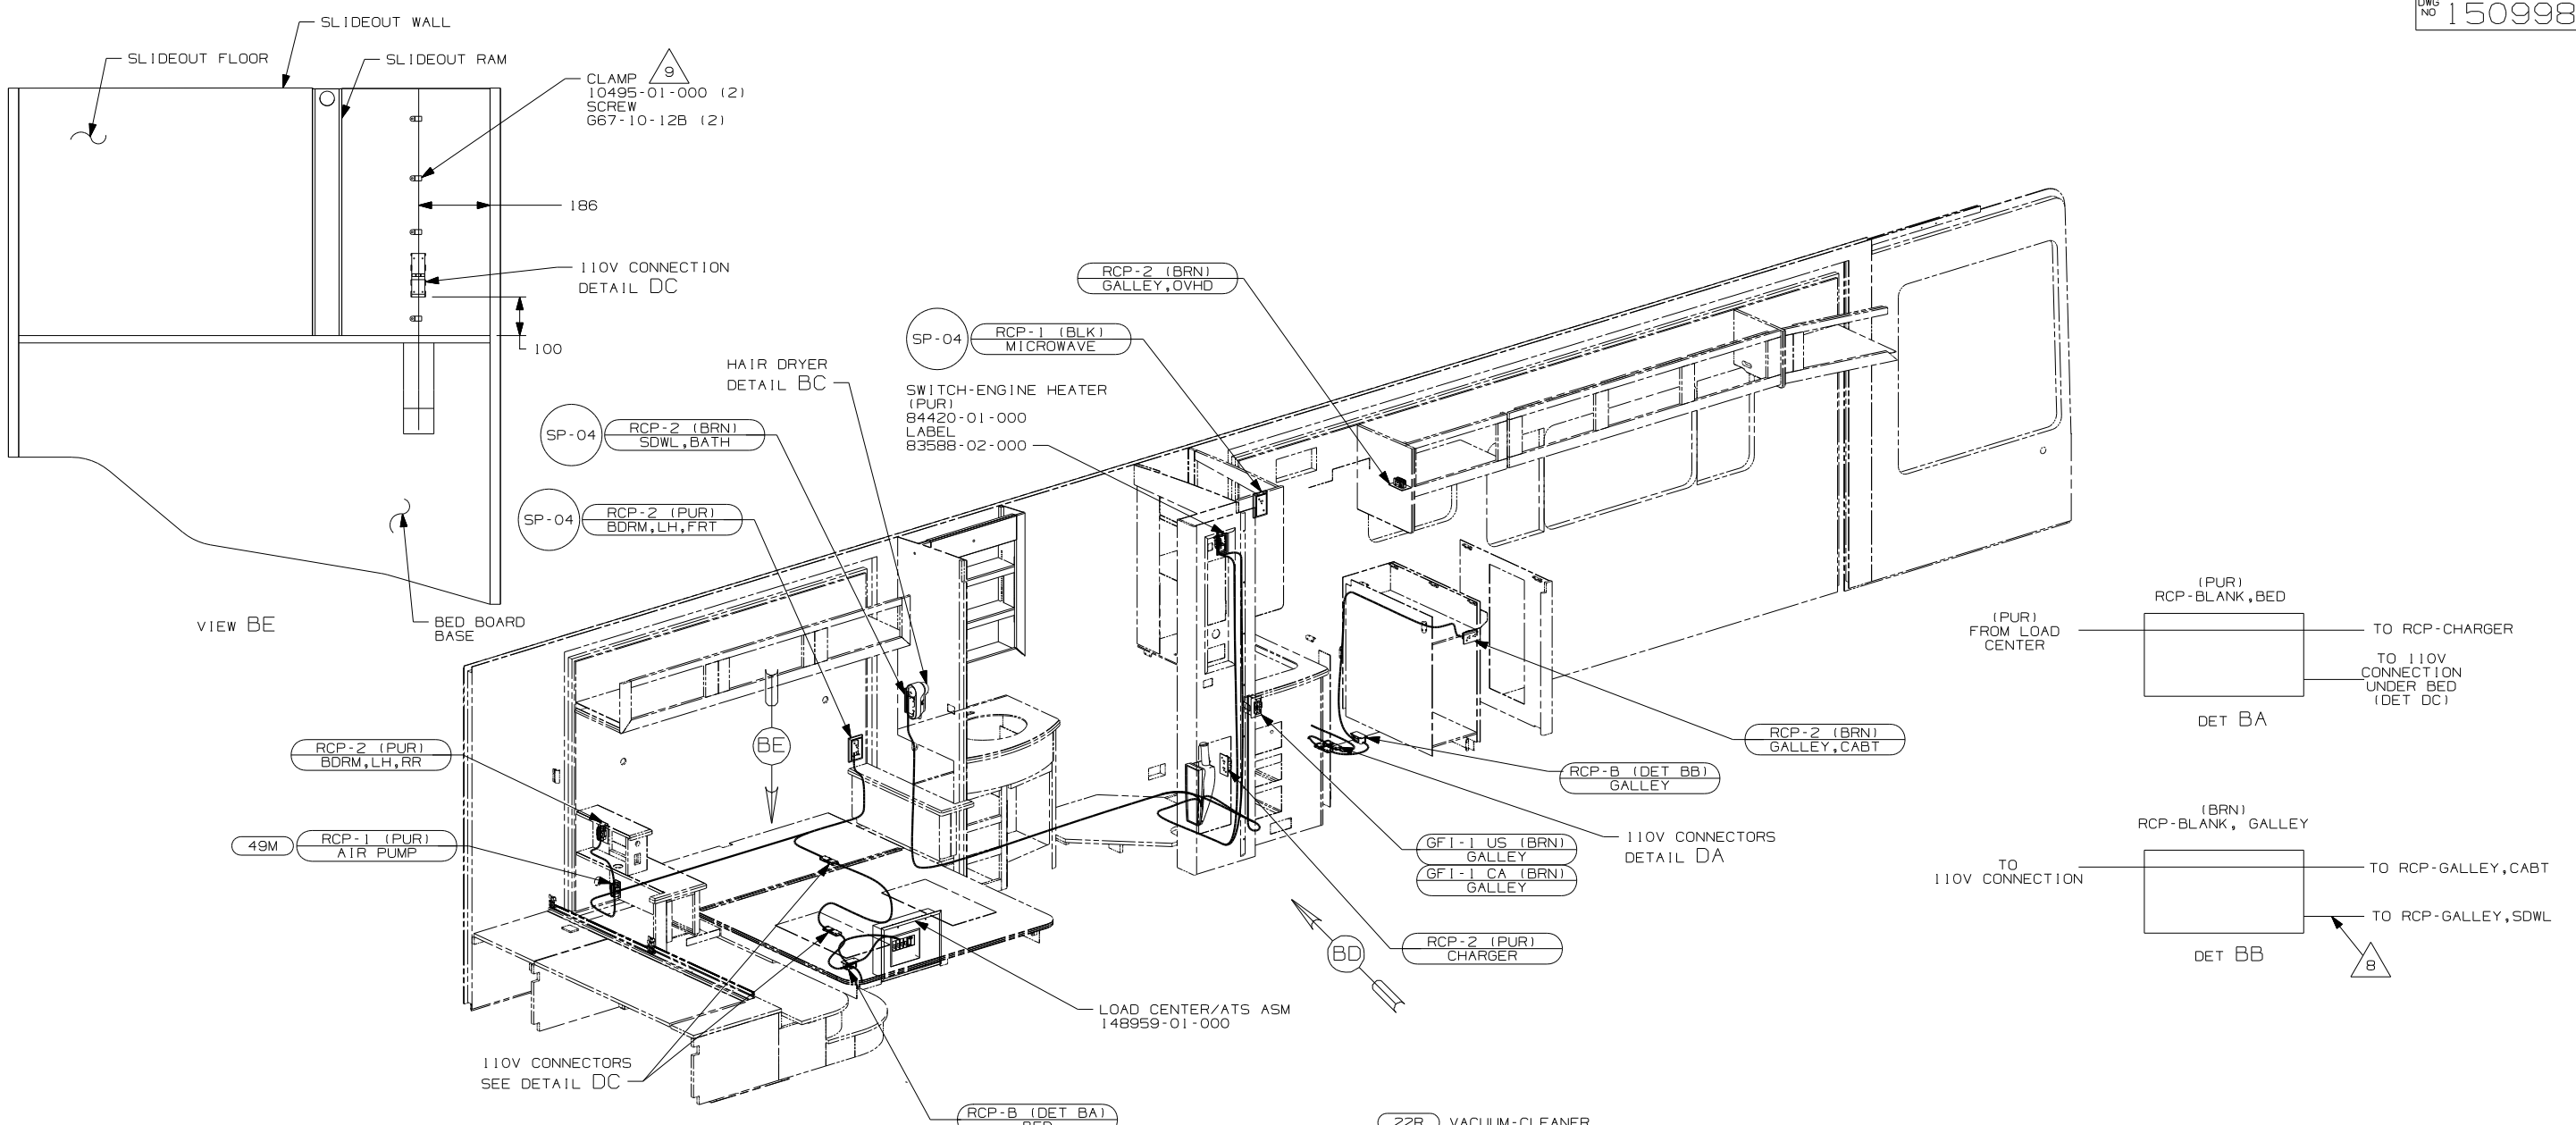 DWG
NO 150998
SLIDEOUT WALL
SLIDEOUT FLOOR
SLIDEOUT RAM
CLAMP 9
10495-01-000 (2)
SCREW
G67-10-12B (2)
186
110V CONNECTION
DETAIL DC
100
VIEW BE
BED BOARD
BASE
RCP-2 (BRN)
GALLEY,OVHD
SP-04
RCP-1 (BLK)
MICROWAVE
HAIR DRYER
DETAIL BC
SWITCH-ENGINE HEATER
(PUR)
84420-01-000
LABEL
83588-02-000
SP-04
RCP-2 (BRN)
SDWL,BATH
SP-04
RCP-2 (PUR)
BDRM,LH,FRT
BE
RCP-2 (PUR)
BDRM,LH,RR
49M
RCP-1 (PUR)
AIR PUMP
110V CONNECTORS
SEE DETAIL DC
RCP-B (DET BA)
LOAD CENTER/ATS ASM
148959-01-000
RCP-2 (PUR)
CHARGER
BD
GFI-1 US (BRN)
GALLEY
GFI-1 CA (BRN)
GALLEY
110V CONNECTORS
DETAIL DA
RCP-B (DET BB)
GALLEY
RCP-2 (BRN)
GALLEY,CABT
(PUR)
RCP-BLANK,BED
(PUR)
FROM LOAD
CENTER
TO RCP-CHARGER
TO 110V
CONNECTION
UNDER BED
(DET DC)
DET BA
(BRN)
RCP-BLANK, GALLEY
TO
110V CONNECTION
TO RCP-GALLEY,CABT
TO RCP-GALLEY,SDWL
8
DET BB
22R VACUUM-CLEANER